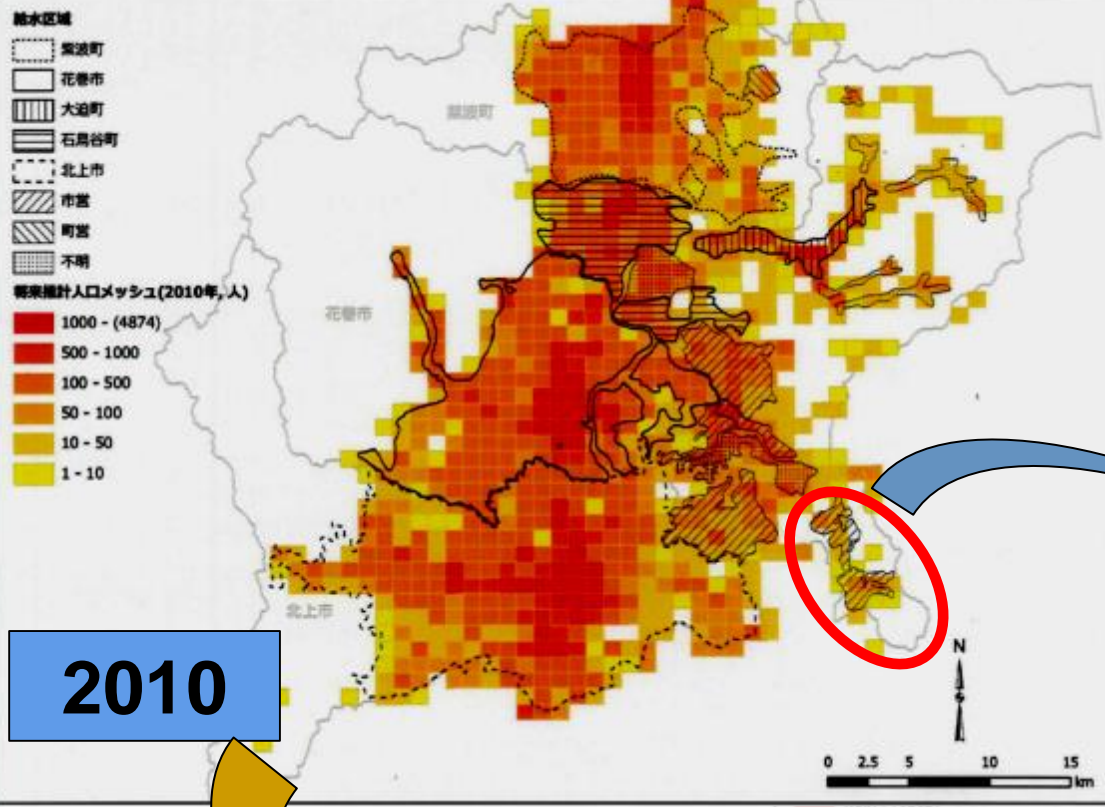 給水区域
紫波町
花巻市
大迫町
石鳥谷町
北上市
市営
町営
不明
将来推計人口メッシュ(2010年, 人)
1000 - (4874)
500 - 1000
100 - 500
50 - 100
10 - 50
1 - 10
紫波町
花巻市
北上市
2010
N
0 2.5 5 10 15
km